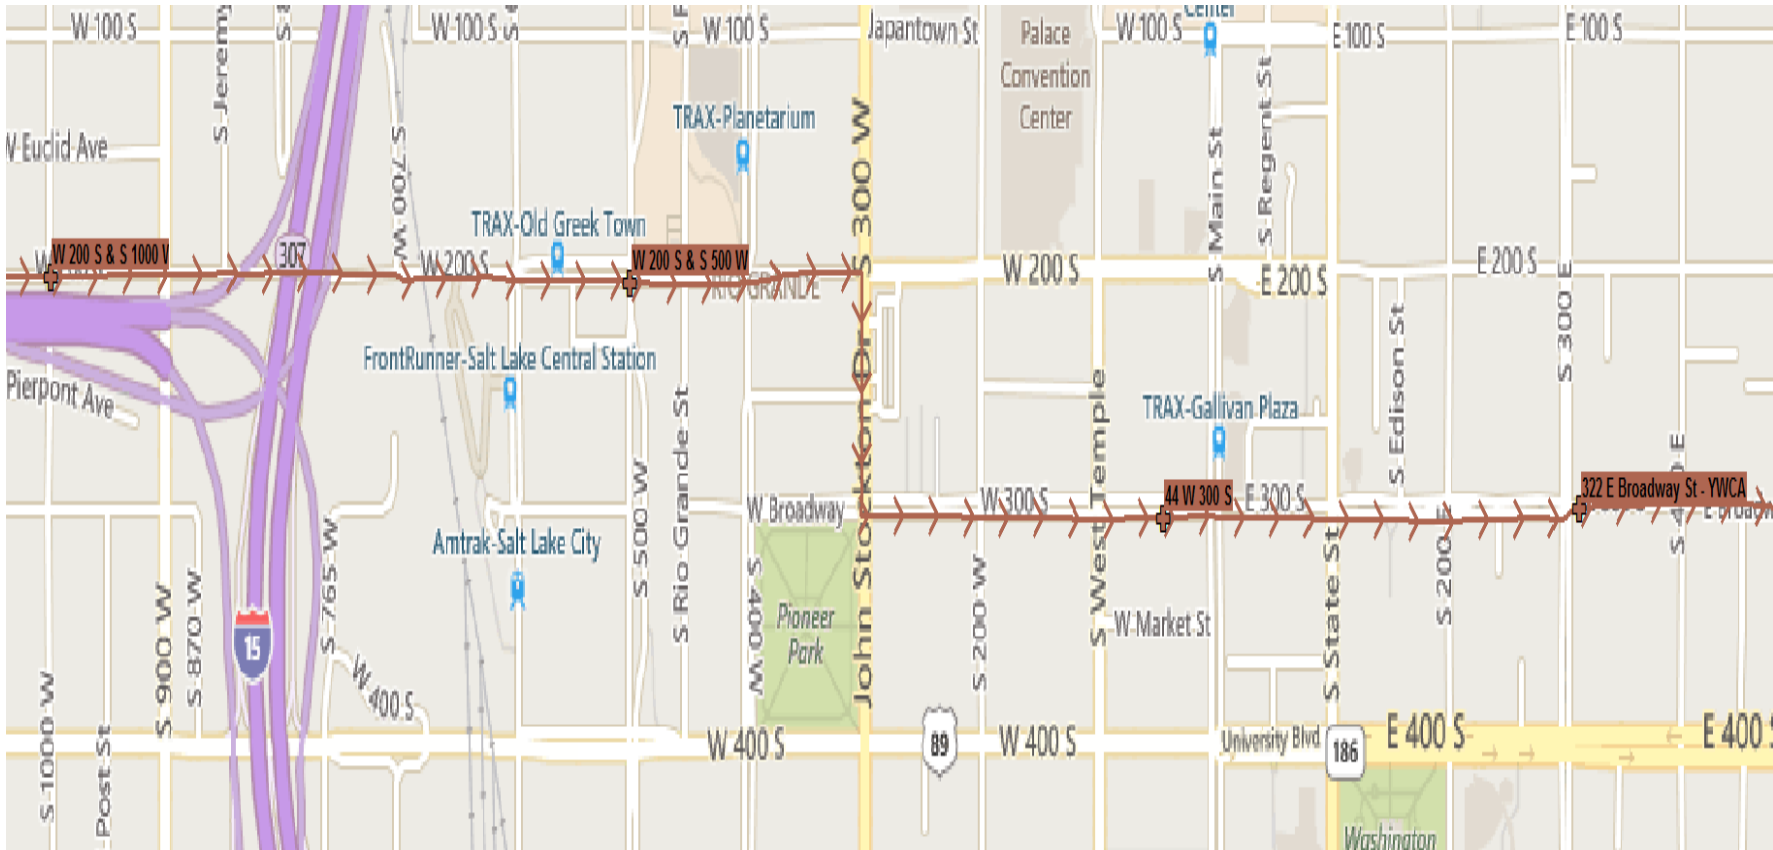 W 100 S
S Jeremy
W 100 S
W 100 S
Japantown St
Palace
Convention
Center
W 100 S
Center
E 100 S
E 100 S
S Regent St
S Main St
W Euclid Ave
TRAX-Planetarium
S 300 W
S 700 W
TRAX-Old Greek Town
W 200 S & S 1000 W
307
W 200 S
W 200 S & S 500 W
RIO GRANDE
W 200 S
E 200 S
E 200 S
S 300 E
FrontRunner-Salt Lake Central Station
Pierpont Ave
S Edison St
TRAX-Gallivan Plaza
S West Temple
S Rio Grande St
S 500 W
W Broadway
W 300 S
44 W 300 S
E 300 S
322 E Broadway St - YWCA
Amtrak-Salt Lake City
John Stockton Dr
S 765 W
S 900 W
S 870 W
S 400 W
Pioneer
Park
S 200 W
W Market St
S State St
15
W 400 S
S 1000 W
Post St
W 400 S
89
W 400 S
University Blvd
186
E 400 S
E 400 S
Washington